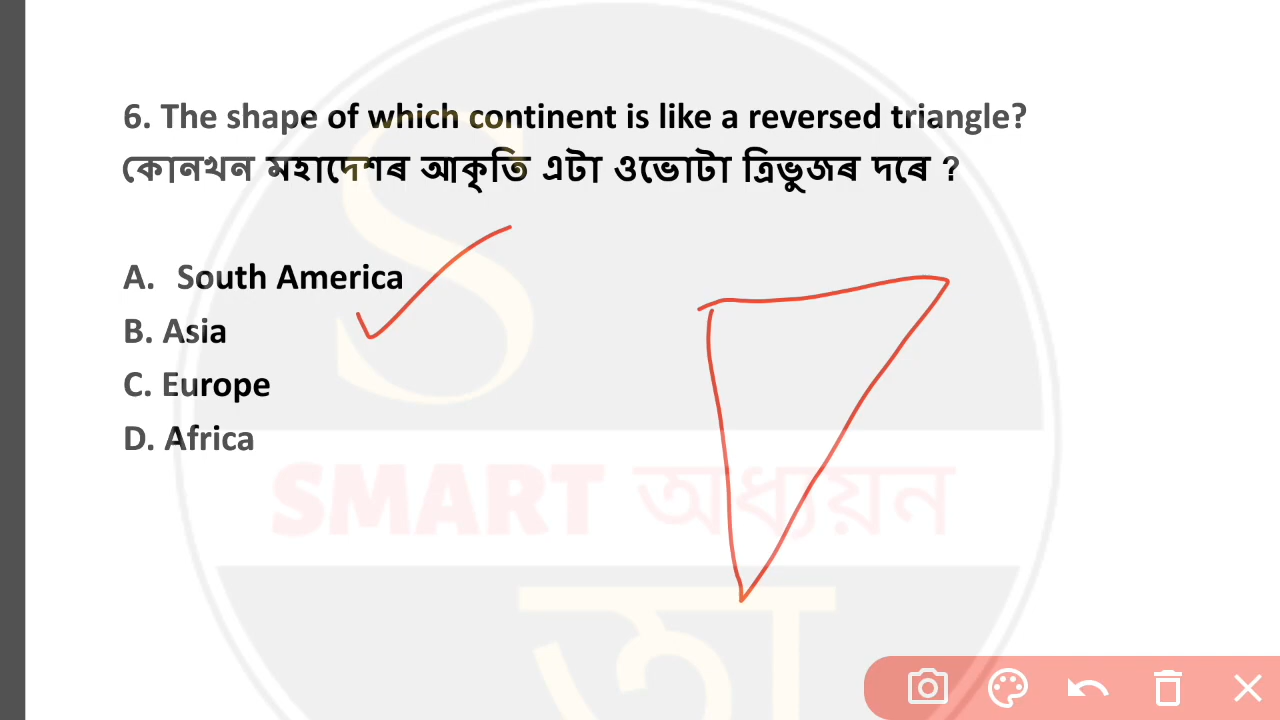 6. The shape of which continent is like a reversed triangle?
কোনখন মহাদেশৰ আকৃতি এটা ওভোটা ত্ৰিভুজৰ দৰে ?
A. South America
B. Asia
C. Europe
D. Africa
S
SMART অধ্যয়ন
তা